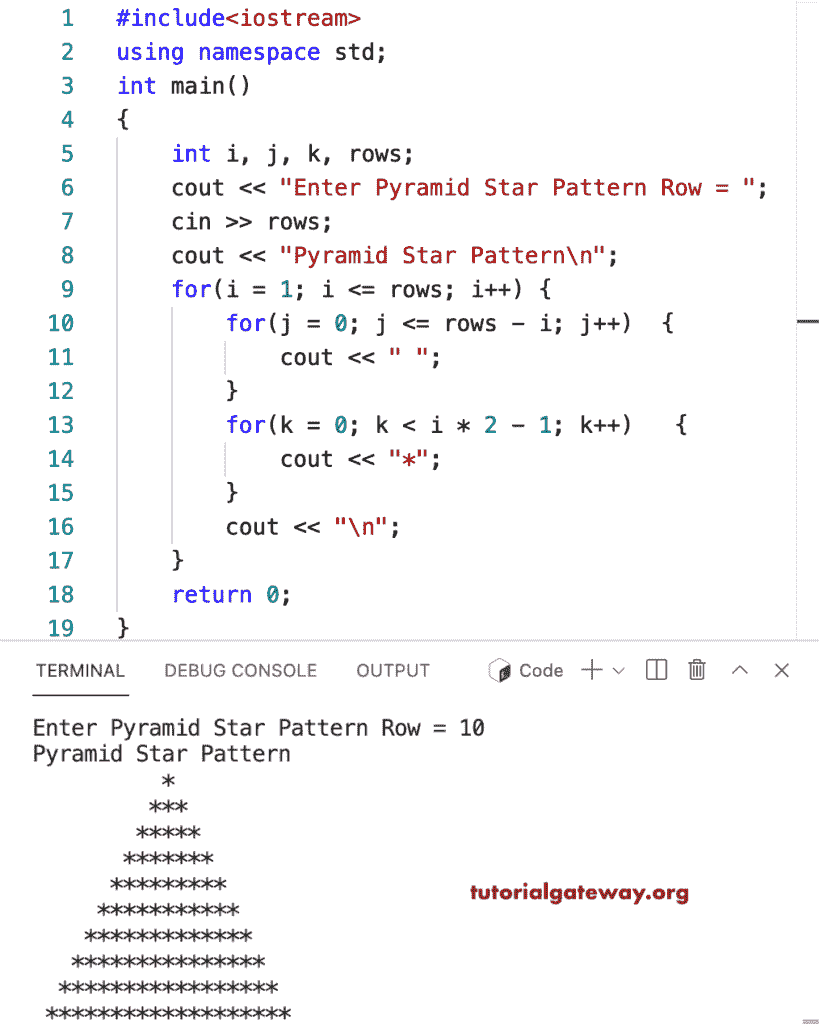 1 #include<iostream>
2 using namespace std;
3 int main()
4 {
5     int i, j, k, rows;
6     cout << "Enter Pyramid Star Pattern Row = ";
7     cin >> rows;
8     cout << "Pyramid Star Pattern\n";
9     for(i = 1; i <= rows; i++) {
10         for(j = 0; j <= rows - i; j++)  {
11             cout << " ";
12         }
13         for(k = 0; k < i * 2 - 1; k++)   {
14             cout << "*";
15         }
16         cout << "\n";
17     }
18     return 0;
19 }
TERMINAL DEBUG CONSOLE OUTPUT Code
Enter Pyramid Star Pattern Row = 10
Pyramid Star Pattern
          *
         ***
        *****
       *******
      *********
     ***********
    *************
   ***************
  *****************
 *******************
tutorialgateway.org